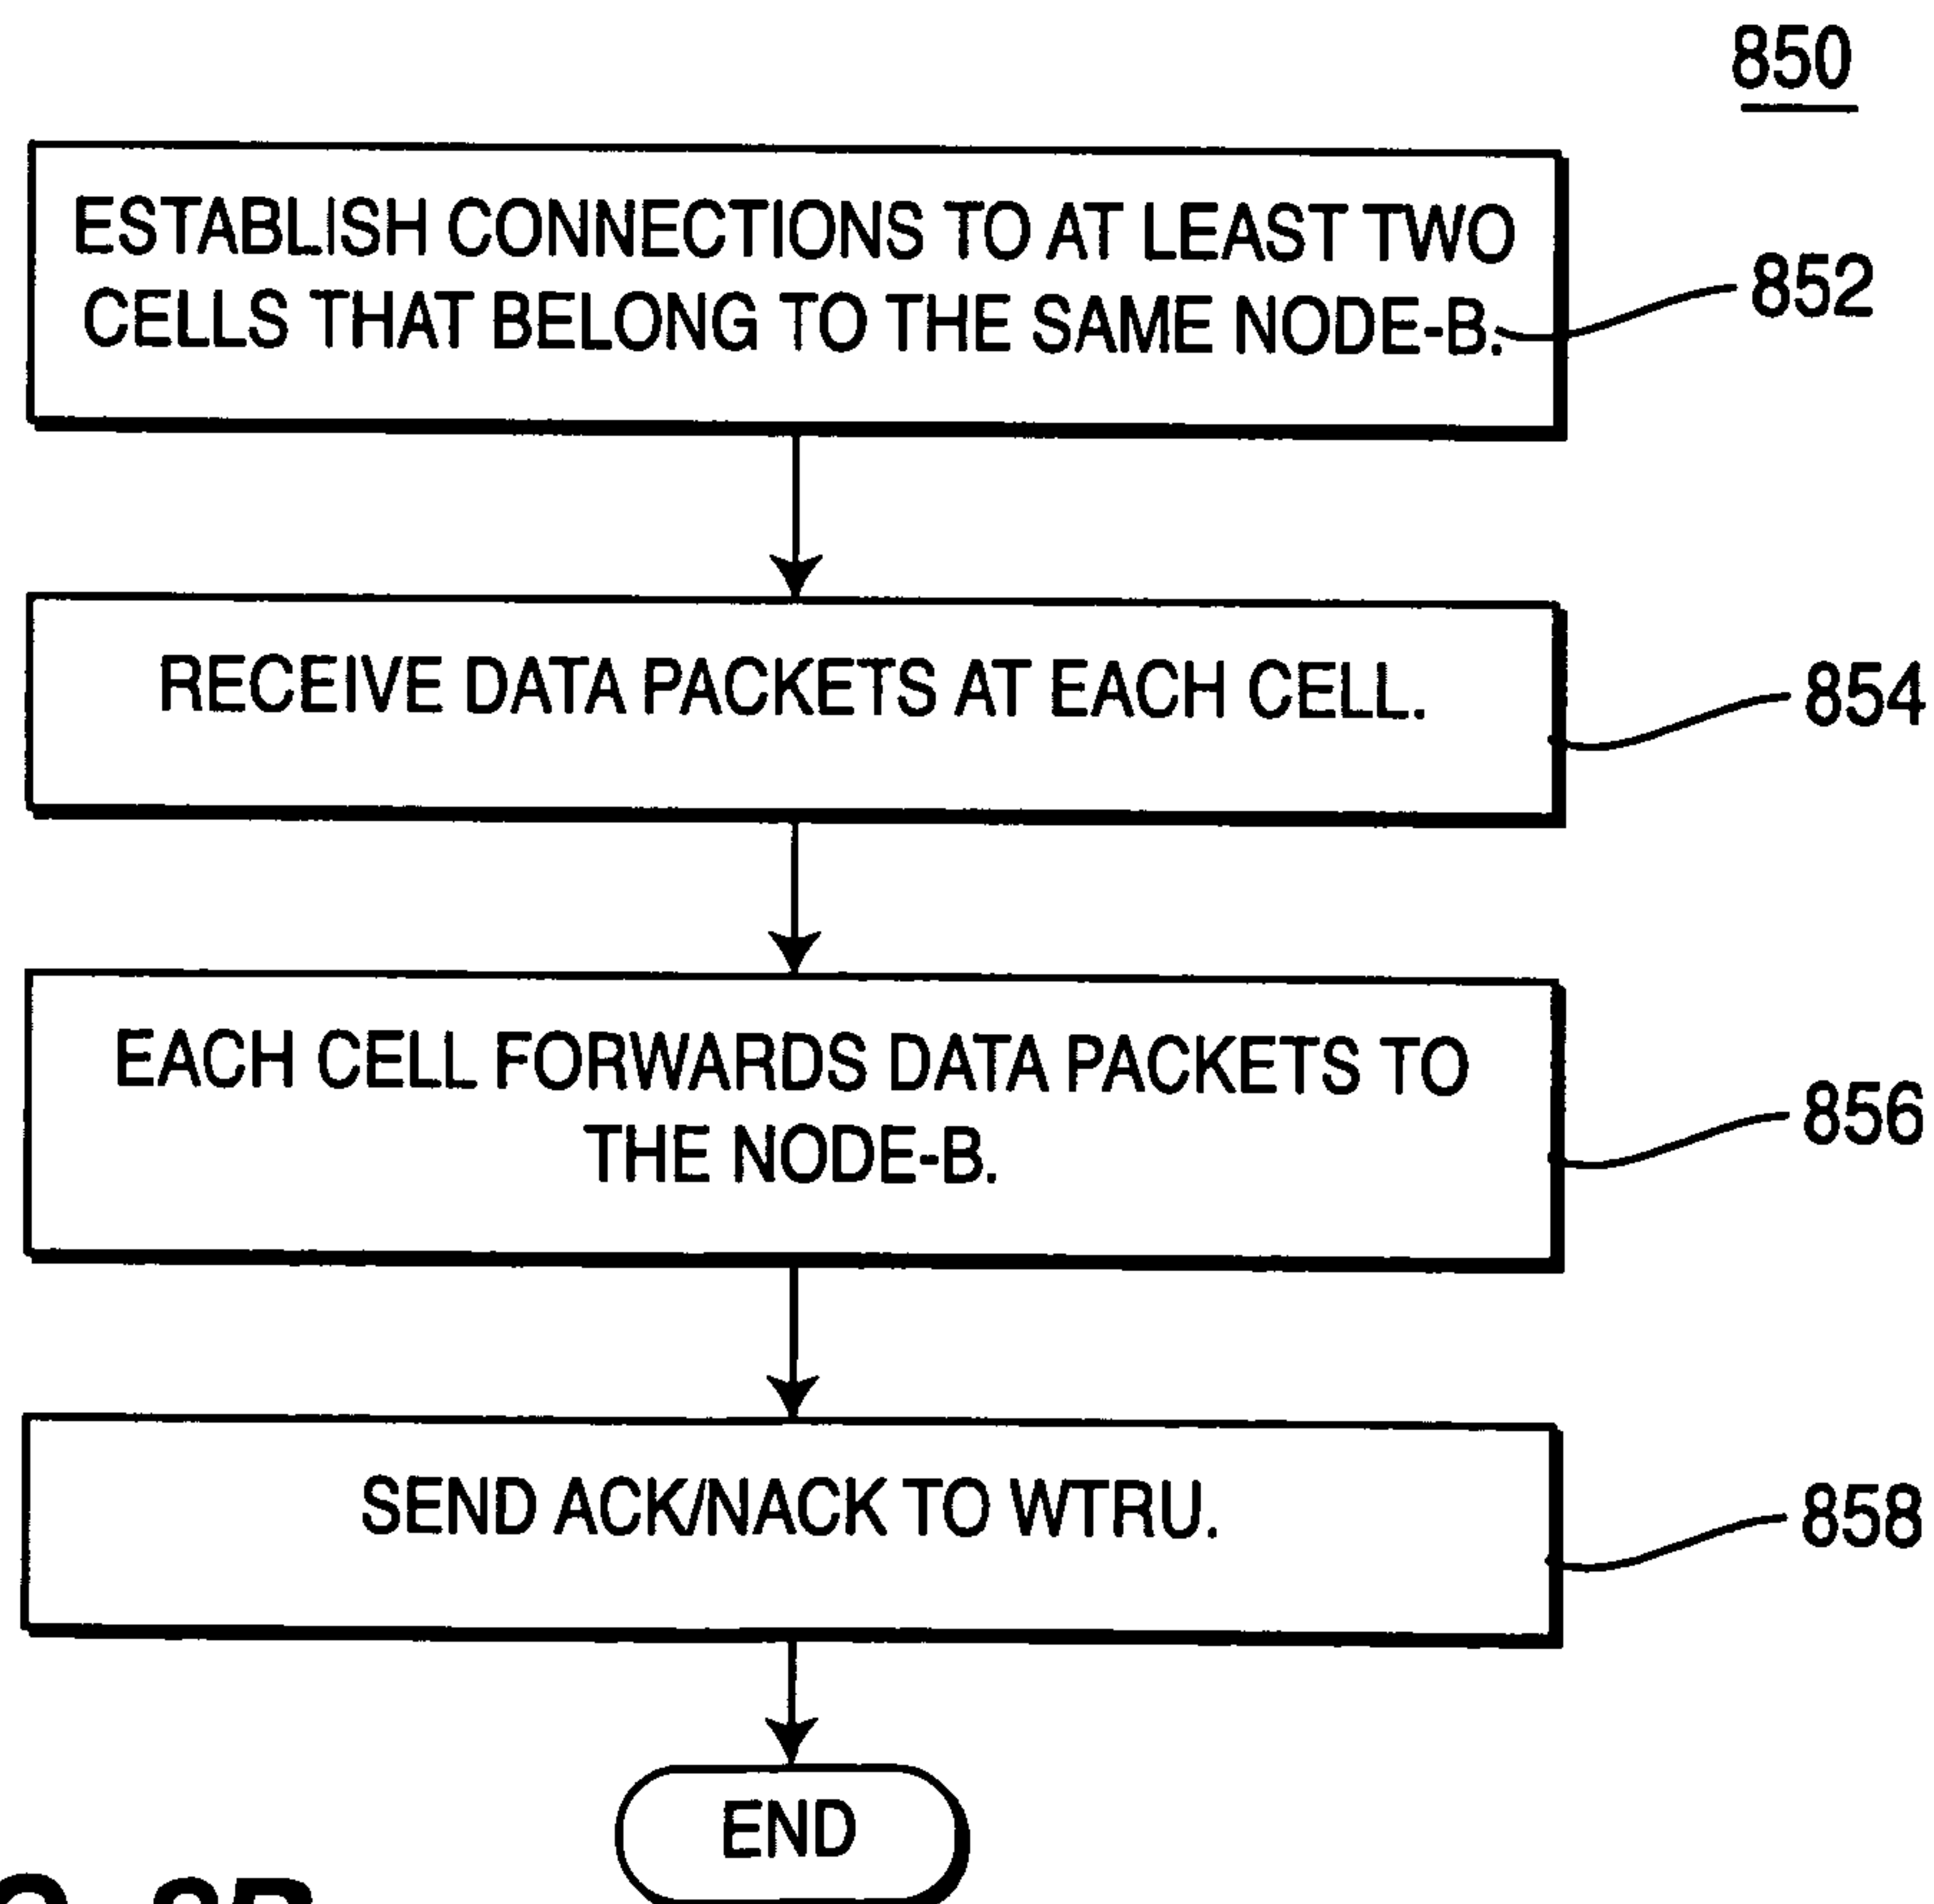 850
ESTABLISH CONNECTIONS TO AT LEAST TWO
CELLS THAT BELONG TO THE SAME NODE-B.
852
RECEIVE DATA PACKETS AT EACH CELL.
854
EACH CELL FORWARDS DATA PACKETS TO
THE NODE-B.
856
SEND ACK/NACK TO WTRU.
858
END